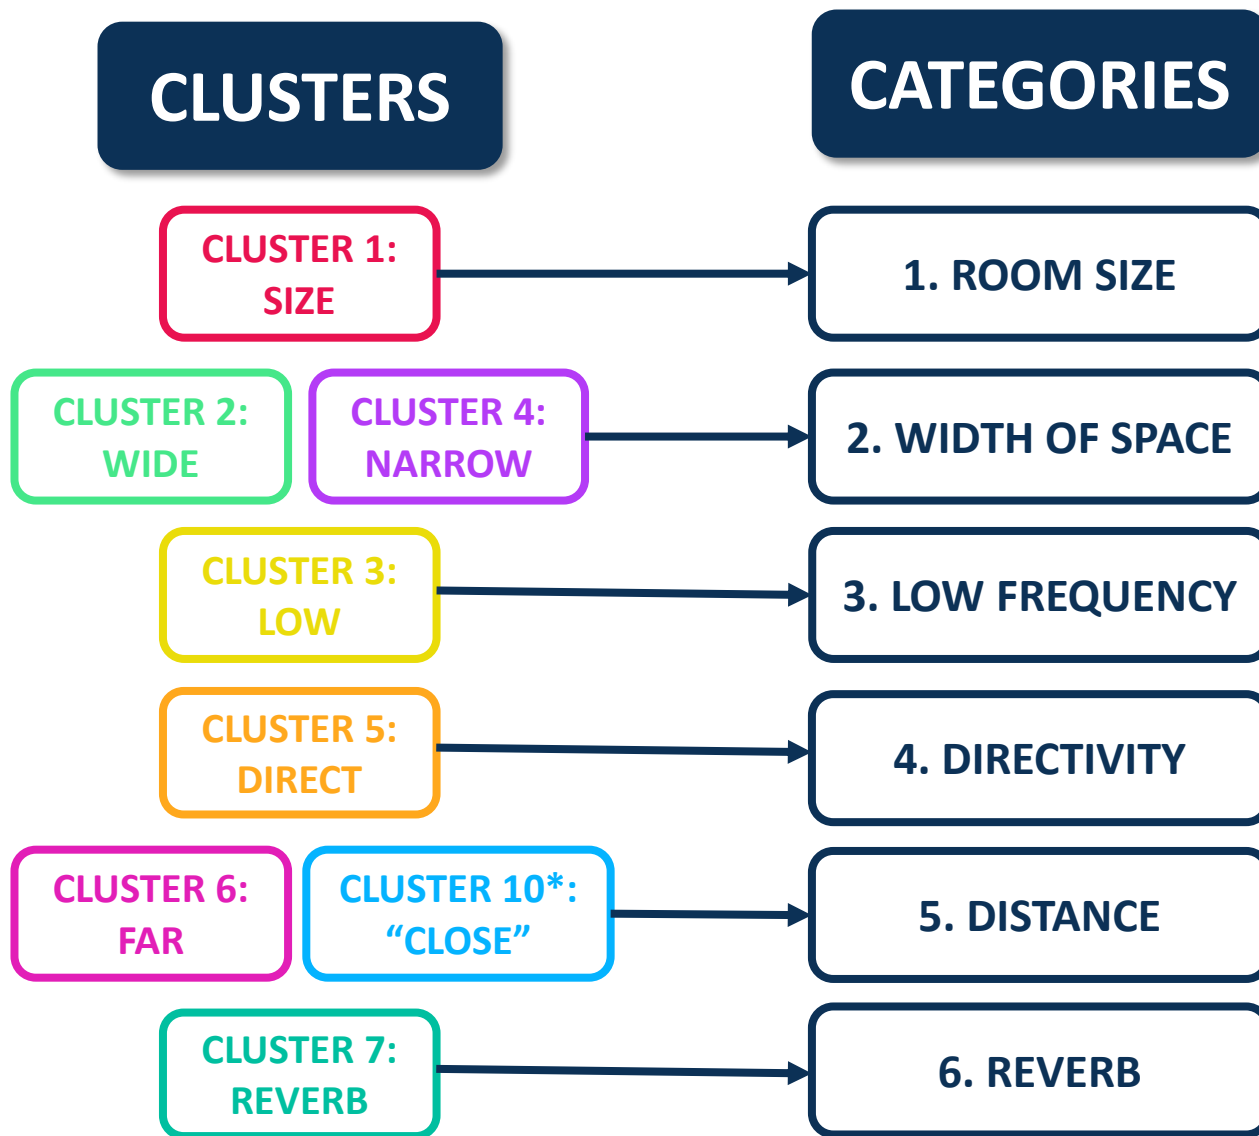 CLUSTERS
CATEGORIES
CLUSTER 1:
SIZE
1. ROOM SIZE
CLUSTER 2:
WIDE
CLUSTER 4:
NARROW
2. WIDTH OF SPACE
CLUSTER 3:
LOW
3. LOW FREQUENCY
CLUSTER 5:
DIRECT
4. DIRECTIVITY
CLUSTER 6:
FAR
CLUSTER 10*:
“CLOSE”
5. DISTANCE
CLUSTER 7:
REVERB
6. REVERB